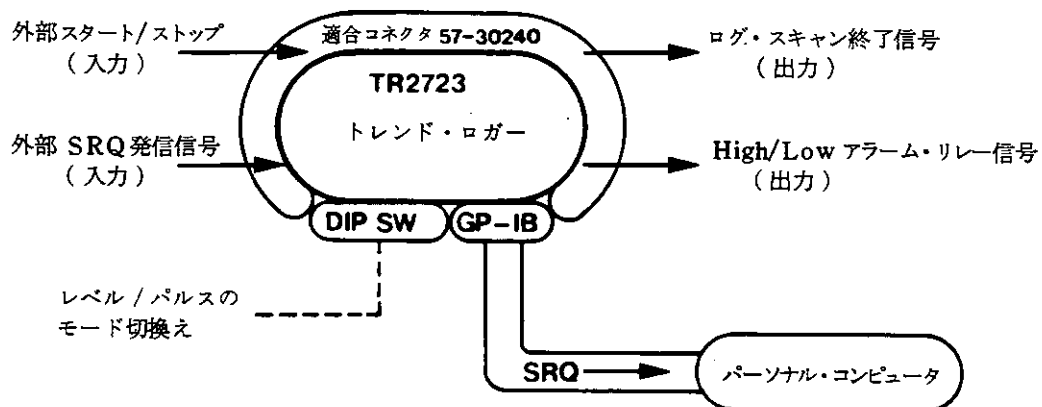 外部スタート/ストップ
(入力)
適合コネクタ 57-30240
ログ・スキャン終了信号
(出力)
TR2723
トレンド・ロガー
外部 SRQ発信信号
(入力)
High/Low アラーム・リレー信号
(出力)
DIP SW
GP-IB
レベル/パルスの
モード切換え
SRQ
パーソナル・コンピュータ